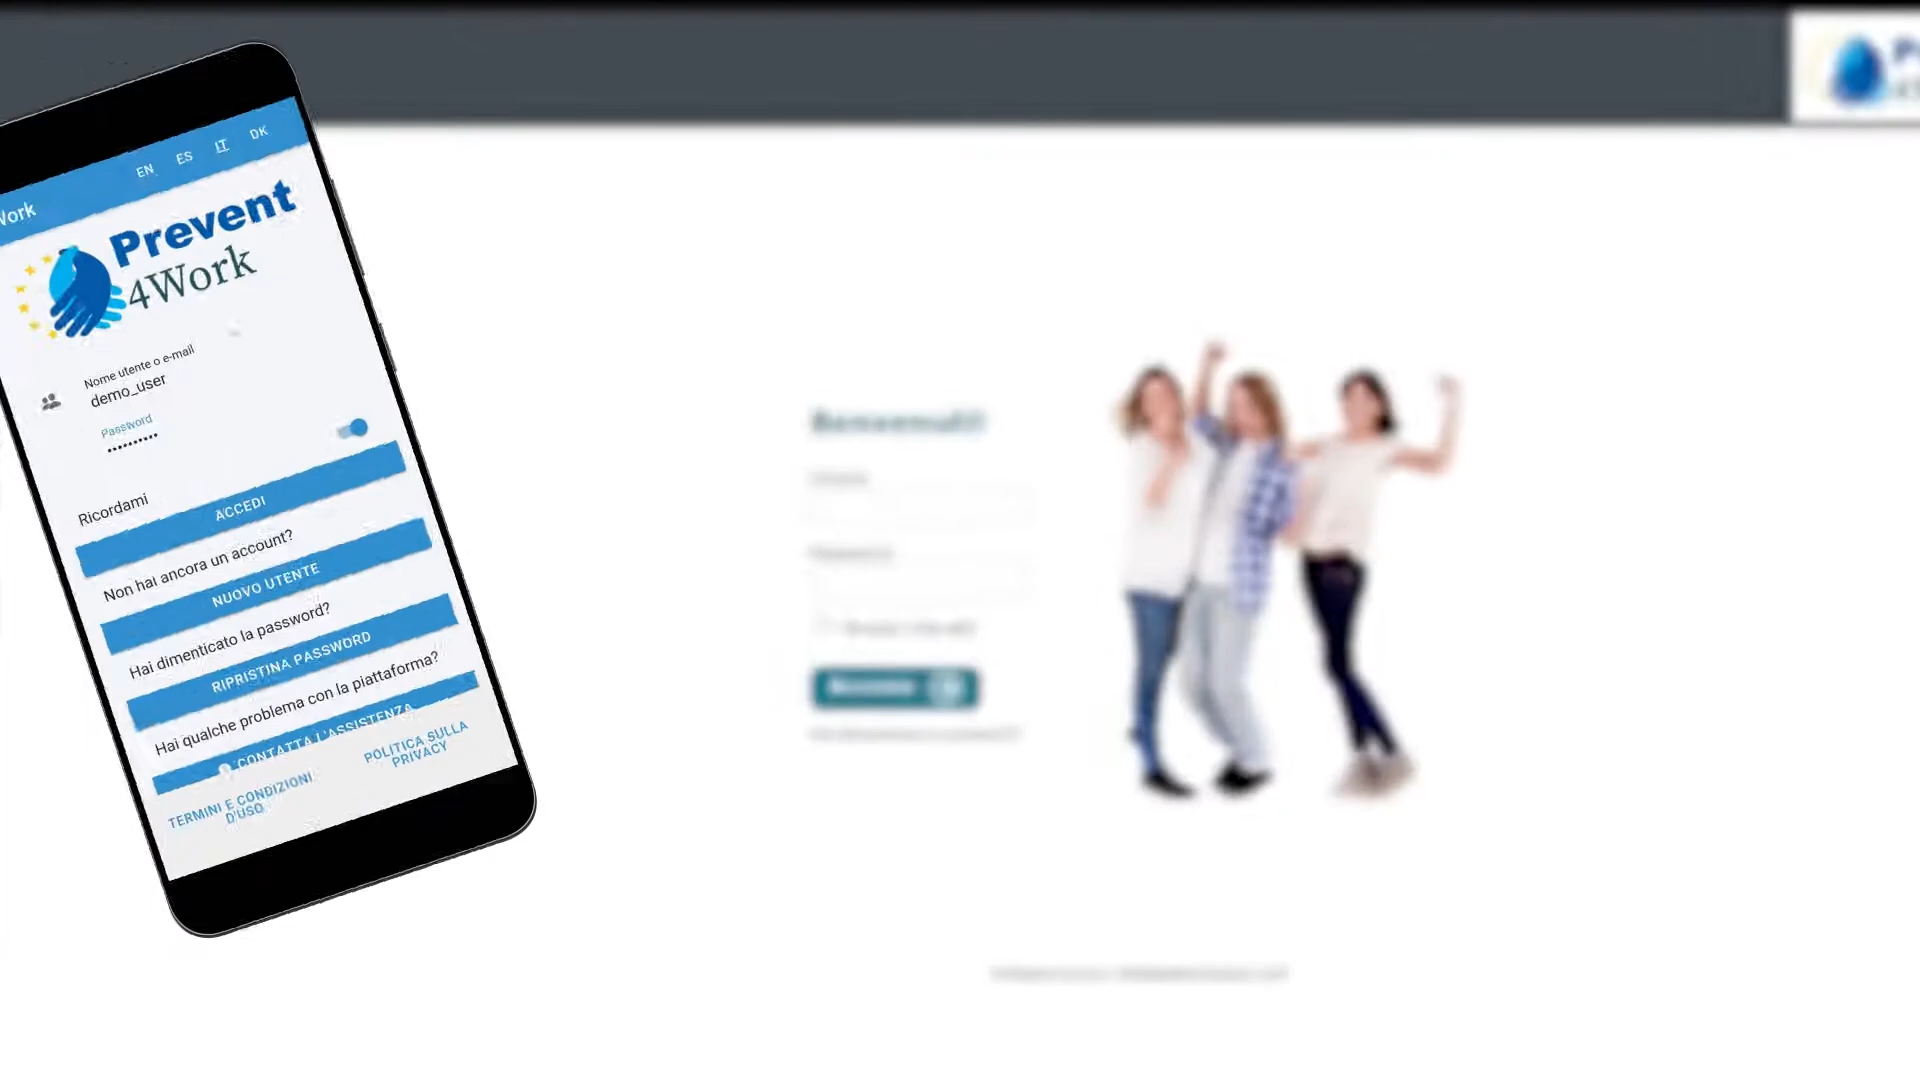 EN ES IT DK
Work
Prevent
4Work
Nome utente o e-mail
demo_user
Password
Ricordami
ACCEDI
Non hai ancora un account?
NUOVO UTENTE
Hai dimenticato la password?
RIPRISTINA PASSWORD
Hai qualche problema con la piattaforma?
CONTATTA L'ASSISTENZA
TERMINI E CONDIZIONI
D'USO
POLITICA SULLA
PRIVACY
Benvenuti!